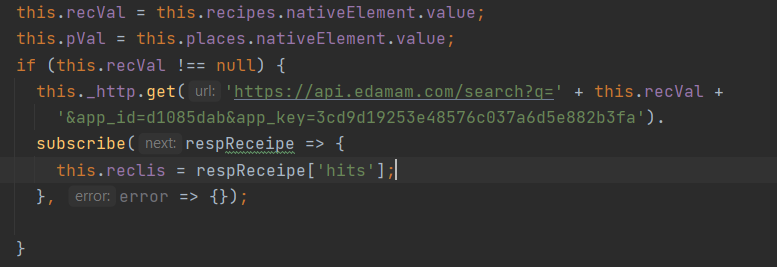 this.recVal = this.recipes.nativeElement.value;
this.pVal = this.places.nativeElement.value;
if (this.recVal !== null) {
this._http.get( url: 'https://api.edamam.com/search?q=' + this.recVal +
'&app_id=d1085dab&app_key=3cd9d19253e48576c037a6d5e882b3fa').
subscribe( next: respReceipe => {
this.reclis = respReceipe['hits'];
}, error: error => {});
}